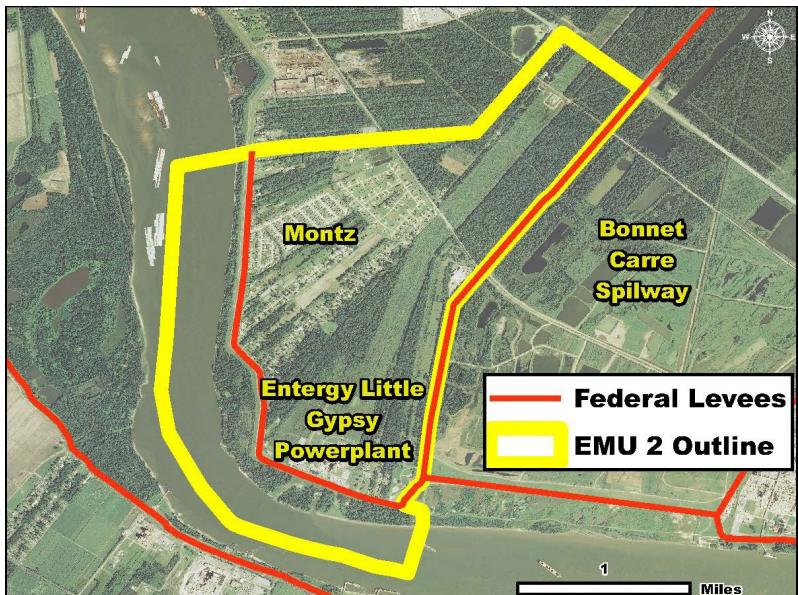 N
W
E
S
Montz
Bonnet
Carre
Spilway
Entergy Little
Gypsy
Powerplant
Federal Levees
EMU 2 Outline
1
Miles